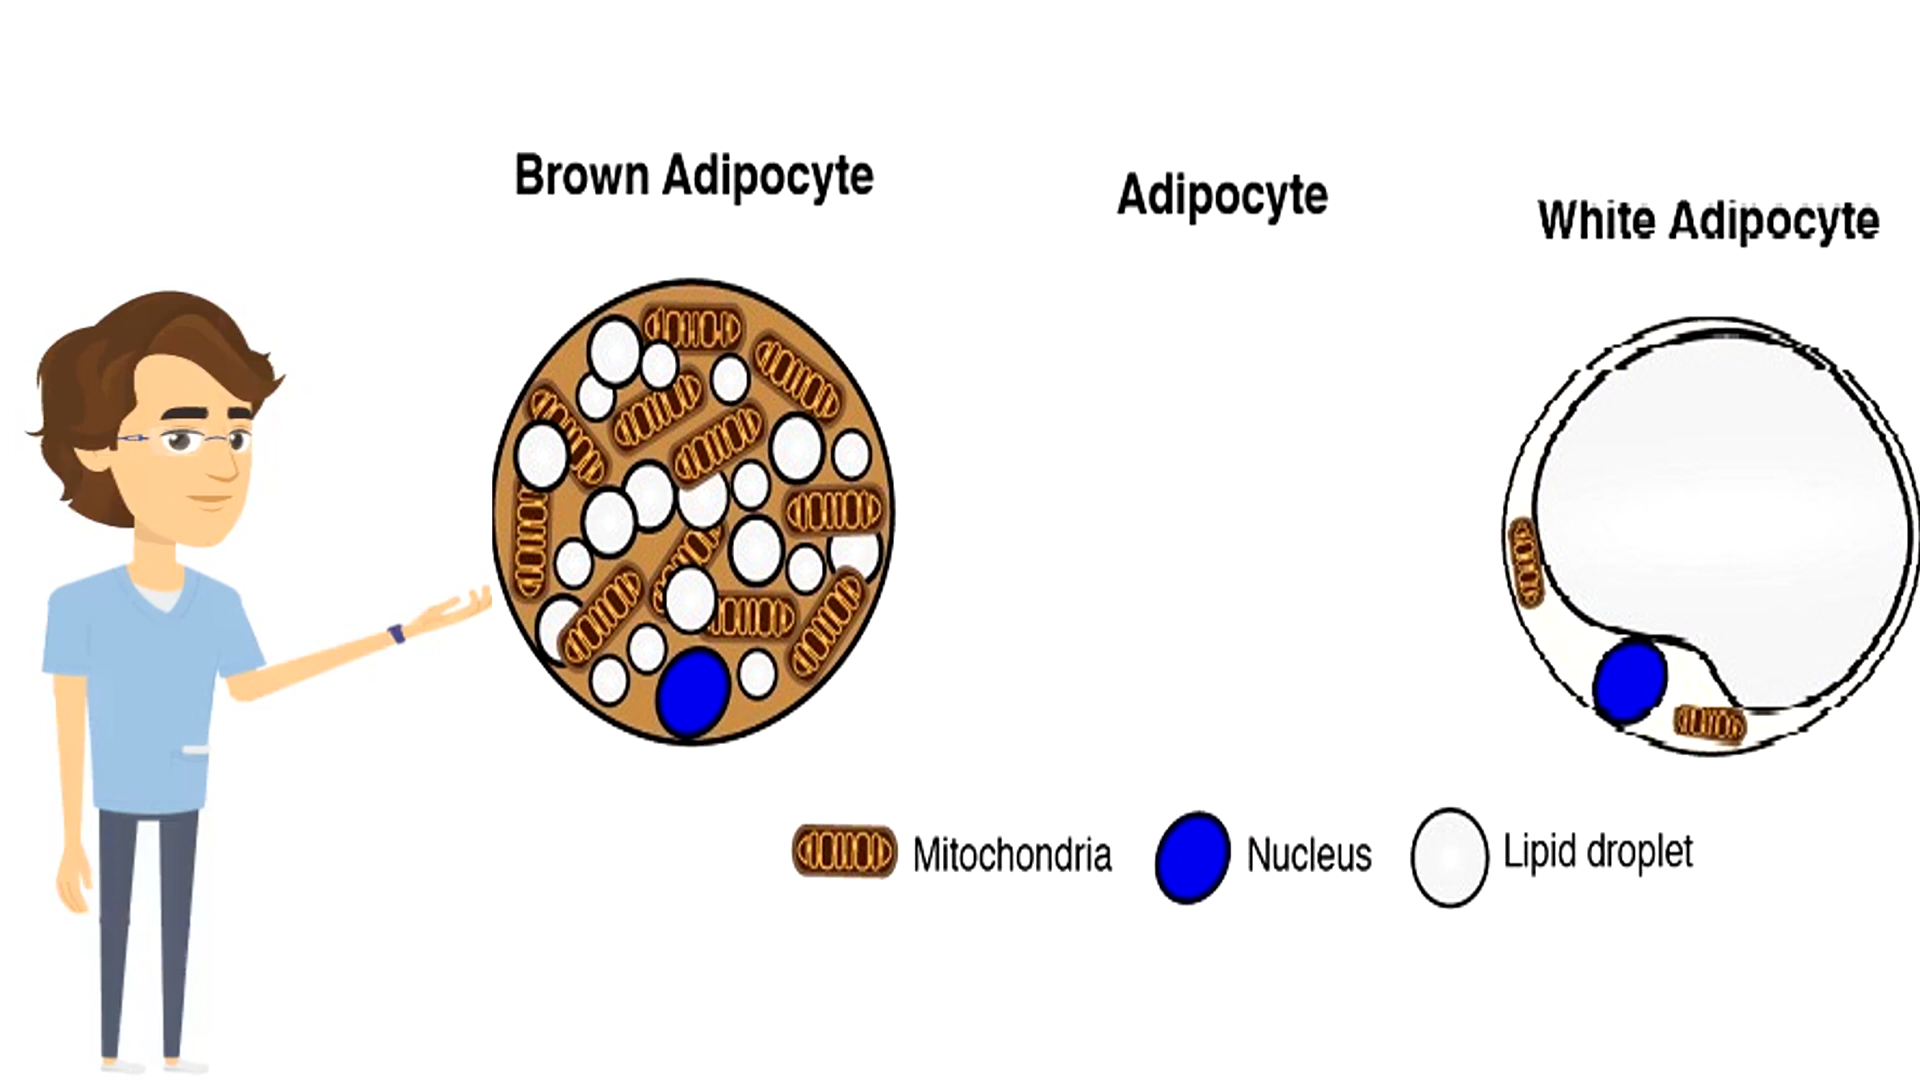 Brown Adipocyte
Adipocyte
White Adipocyte
Mitochondria
Nucleus
Lipid droplet